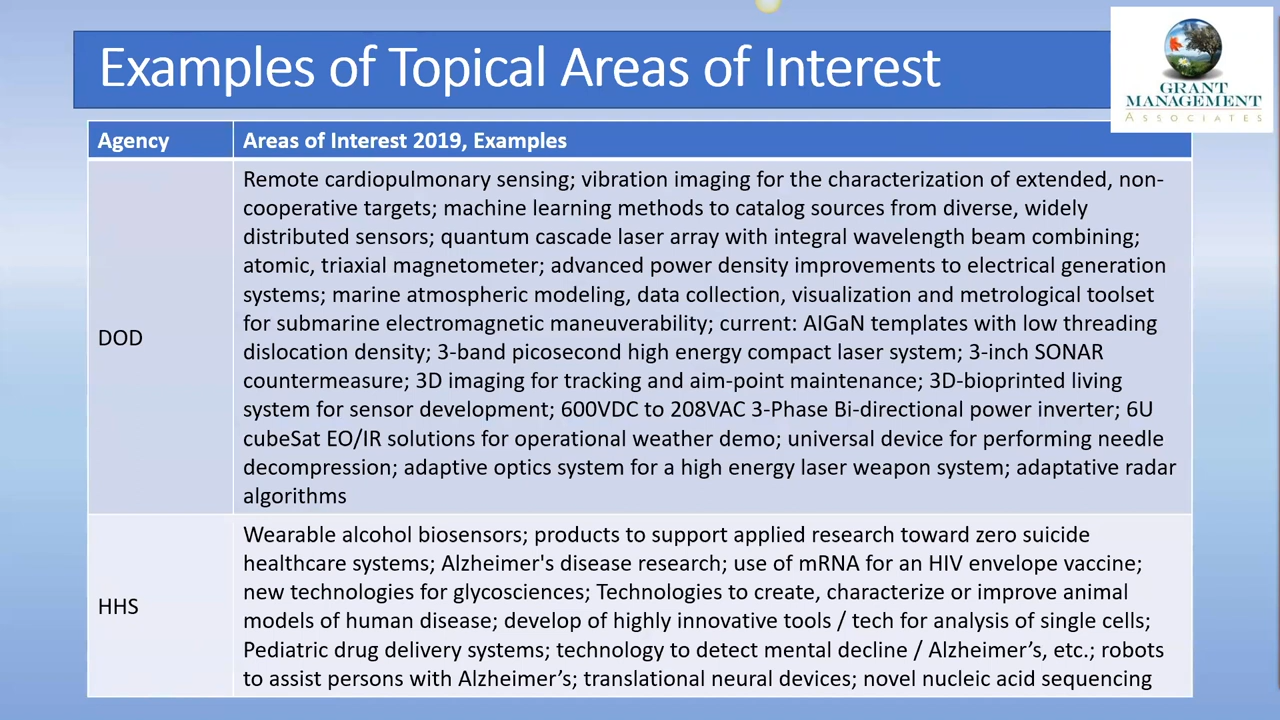 Examples of Topical Areas of Interest
GRANT
MANAGEMENT
ASSOCIATES
Agency
Areas of Interest 2019, Examples
DOD
Remote cardiopulmonary sensing; vibration imaging for the characterization of extended, non-
cooperative targets; machine learning methods to catalog sources from diverse, widely
distributed sensors; quantum cascade laser array with integral wavelength beam combining;
atomic, triaxial magnetometer; advanced power density improvements to electrical generation
systems; marine atmospheric modeling, data collection, visualization and metrological toolset
for submarine electromagnetic maneuverability; current: AlGaN templates with low threading
dislocation density; 3-band picosecond high energy compact laser system; 3-inch SONAR
countermeasure; 3D imaging for tracking and aim-point maintenance; 3D-bioprinted living
system for sensor development; 600VDC to 208VAC 3-Phase Bi-directional power inverter; 6U
cubeSat EO/IR solutions for operational weather demo; universal device for performing needle
decompression; adaptive optics system for a high energy laser weapon system; adaptative radar
algorithms
HHS
Wearable alcohol biosensors; products to support applied research toward zero suicide
healthcare systems; Alzheimer's disease research; use of mRNA for an HIV envelope vaccine;
new technologies for glycosciences; Technologies to create, characterize or improve animal
models of human disease; develop of highly innovative tools / tech for analysis of single cells;
Pediatric drug delivery systems; technology to detect mental decline / Alzheimer’s, etc.; robots
to assist persons with Alzheimer’s; translational neural devices; novel nucleic acid sequencing